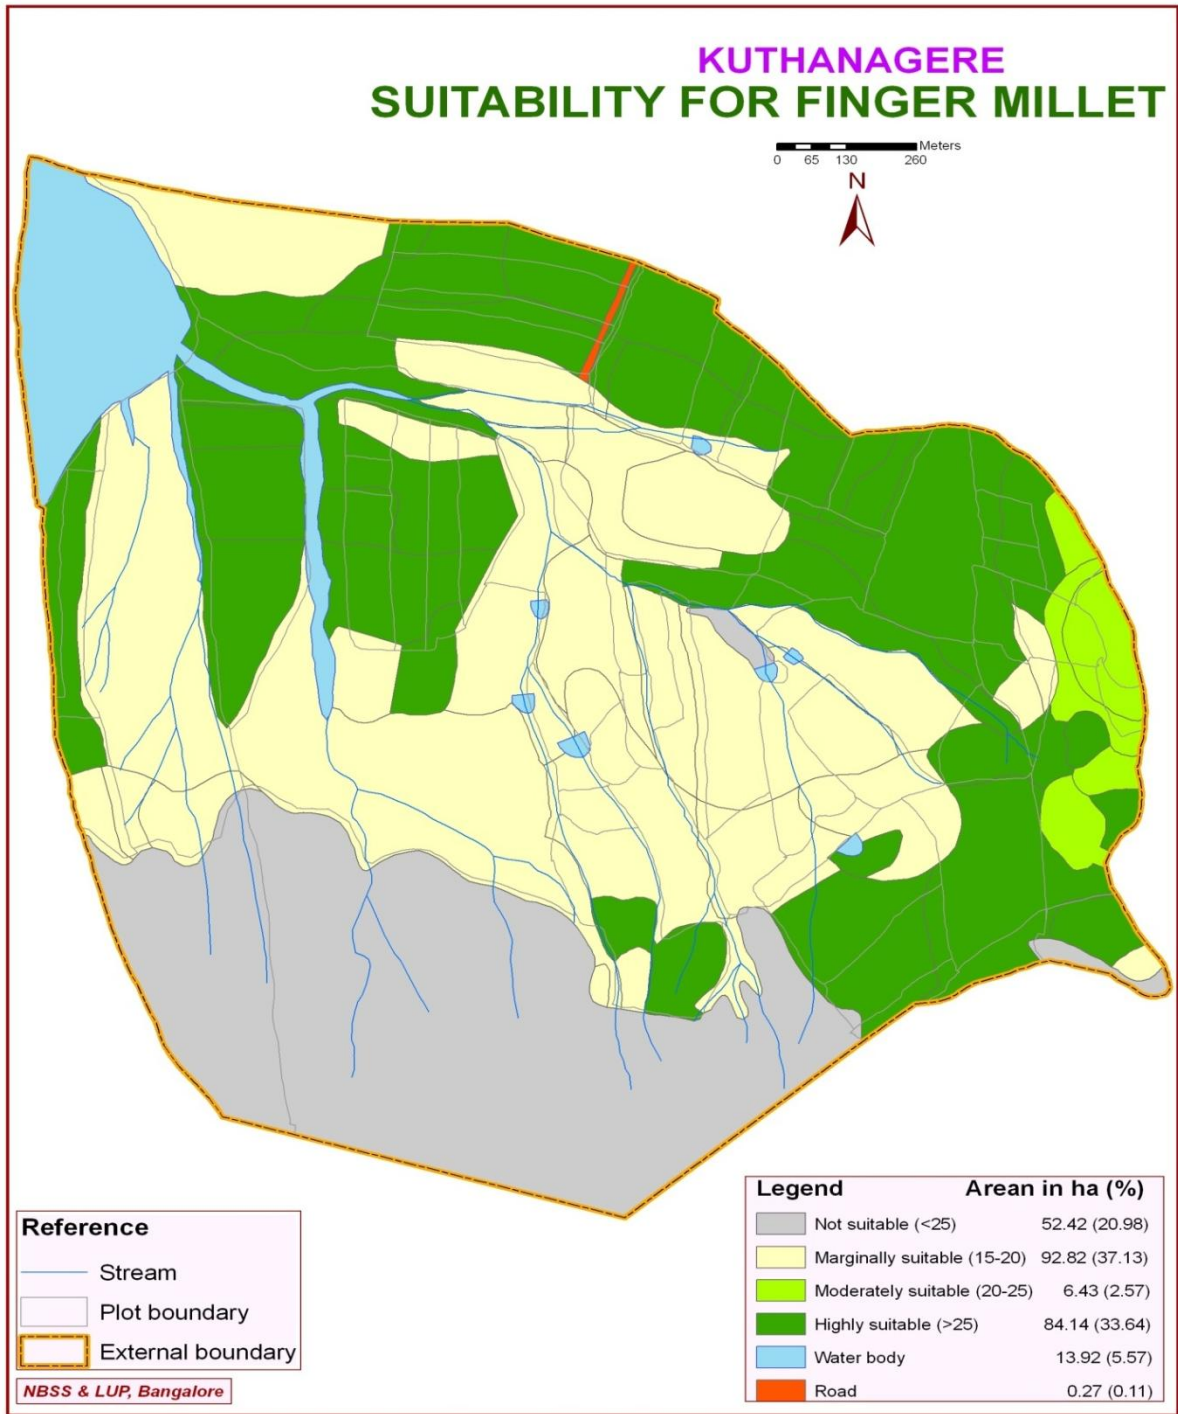 KUTHANAGERE
SUITABILITY FOR FINGER MILLET
Meters
0 65 130 260
N
Reference
Stream
Plot boundary
External boundary
NBSS & LUP, Bangalore
Legend Arean in ha (%)
Not suitable (<25) 52.42 (20.98)
Marginally suitable (15-20) 92.82 (37.13)
Moderately suitable (20-25) 6.43 (2.57)
Highly suitable (>25) 84.14 (33.64)
Water body 13.92 (5.57)
Road 0.27 (0.11)